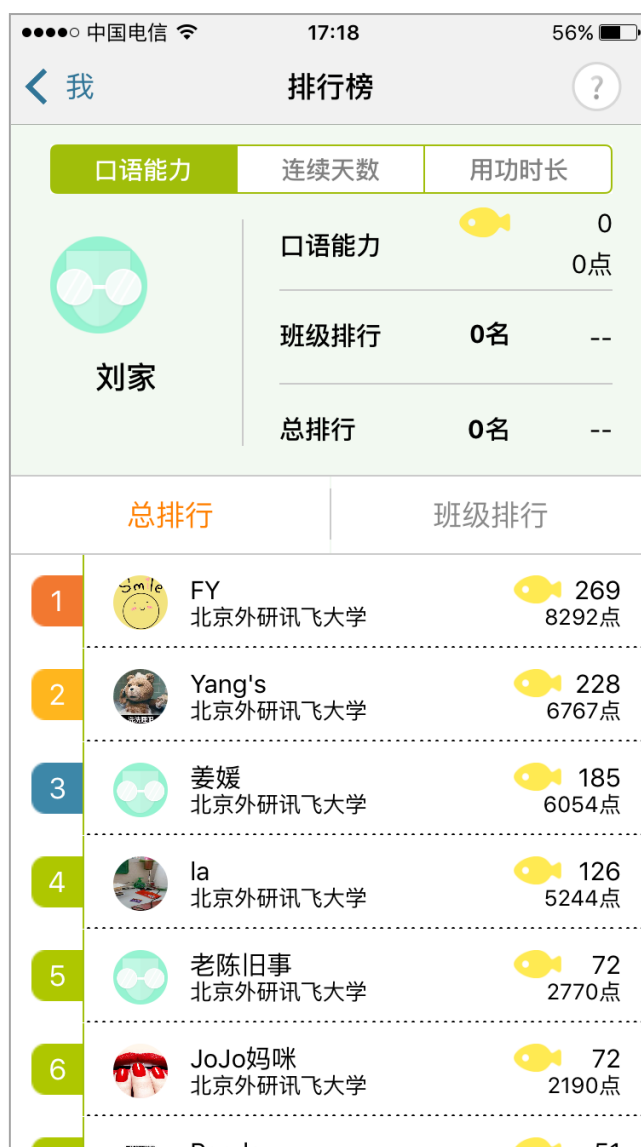 中国电信 17:18 56%
我 排行榜 ?
口语能力 连续天数 用功时长
口语能力 0
0点
班级排行 0名 --
刘家
总排行 0名 --
总排行 班级排行
1 FY 269
北京外研讯飞大学 8292点
2 Yang's 228
北京外研讯飞大学 6767点
3 姜媛 185
北京外研讯飞大学 6054点
4 la 126
北京外研讯飞大学 5244点
5 老陈旧事 72
北京外研讯飞大学 2770点
6 JoJo妈咪 72
北京外研讯飞大学 2190点